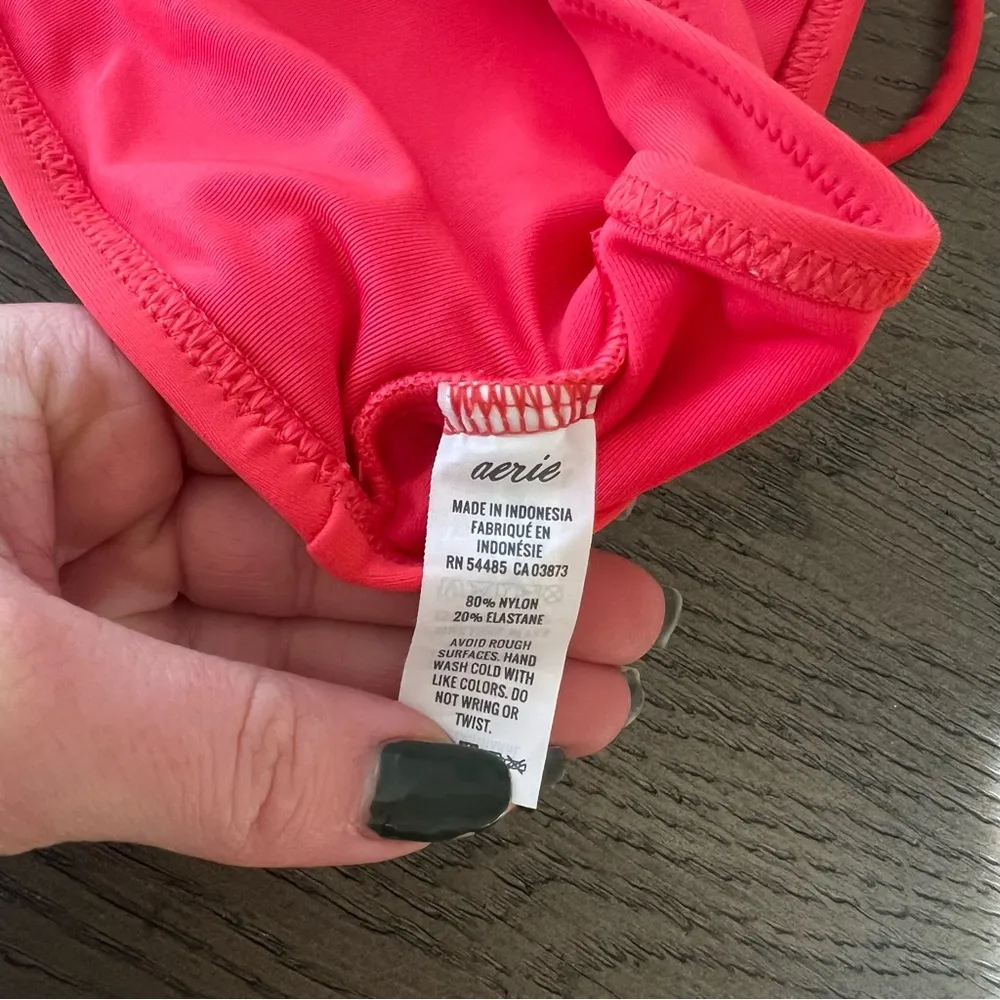 aerie
MADE IN INDONESIA
FABRIQUÉ EN
INDONÉSIE
RN 54485 CA 03873
80% NYLON
20% ELASTANE
AVOID ROUGH
SURFACES. HAND
WASH COLD WITH
LIKE COLORS. DO
NOT WRING OR
TWIST.